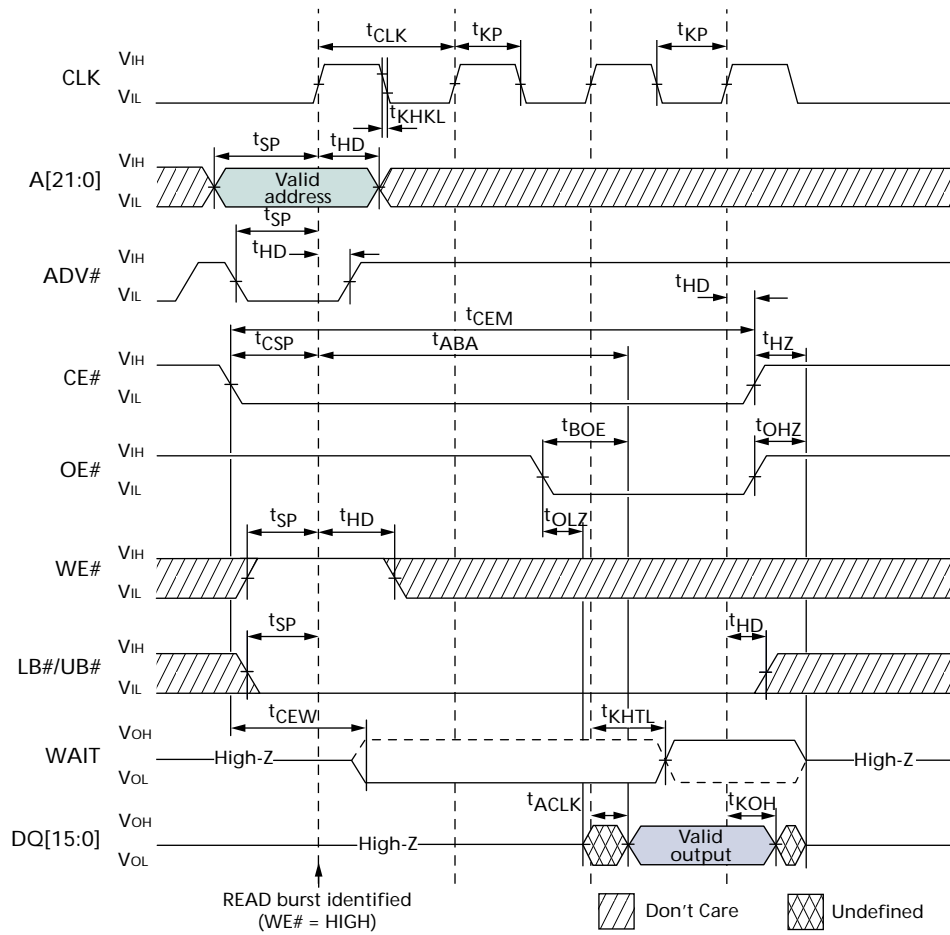 tCLK tKP tKP
CLK VIH
VIL
tKHKL
tSP tHD
A[21:0] VIH
VIL
Valid
address
tSP
tHD
ADV# VIH
VIL
tHD
tCEM
tCSP tABA tHZ
CE# VIH
VIL
tBOE tOHZ
OE# VIH
VIL
tOLZ
tSP tHD
WE# VIH
VIL
tSP tHD
LB#/UB# VIH
VIL
tCEW tKHTL
WAIT VOH
VOL
High-Z High-Z
tACLK tKOH
DQ[15:0] VOH
VOL
High-Z
Valid
output
READ burst identified
(WE# = HIGH)
Don't Care Undefined